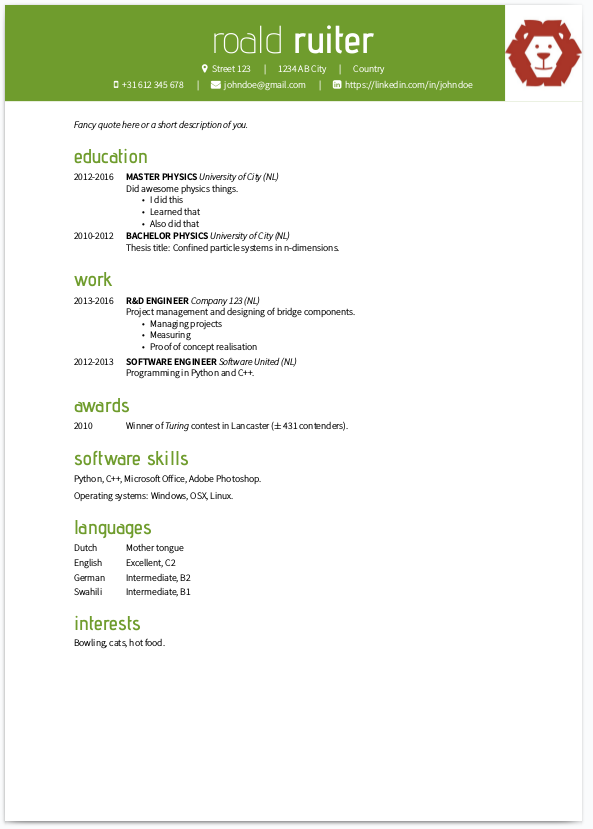 roald ruiter
Street 123 | 1234 AB City | Country
+31 612 345 678 | johndoe@gmail.com | https://linkedin.com/in/johndoe
Fancy quote here or a short description of you.
education
2012-2016 MASTER PHYSICS University of City (NL)
Did awesome physics things.
• I did this
• Learned that
• Also did that
2010-2012 BACHELOR PHYSICS University of City (NL)
Thesis title: Confined particle systems in n-dimensions.
work
2013-2016 R&D ENGINEER Company 123 (NL)
Project management and designing of bridge components.
• Managing projects
• Measuring
• Proof of concept realisation
2012-2013 SOFTWARE ENGINEER Software United (NL)
Programming in Python and C++.
awards
2010 Winner of Turing contest in Lancaster (± 431 contenders).
software skills
Python, C++, Microsoft Office, Adobe Photoshop.
Operating systems: Windows, OSX, Linux.
languages
Dutch Mother tongue
English Excellent, C2
German Intermediate, B2
Swahili Intermediate, B1
interests
Bowling, cats, hot food.